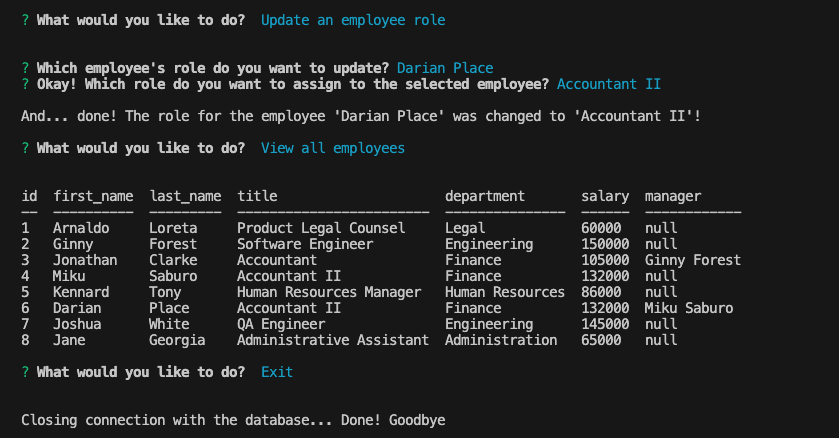 ? What would you like to do?  Update an employee role
? Which employee's role do you want to update? Darian Place
? Okay! Which role do you want to assign to the selected employee? Accountant II
And... done! The role for the employee 'Darian Place' was changed to 'Accountant II'!
? What would you like to do?  View all employees
id  first_name  last_name  title                     department       salary  manager
--  ----------  ---------  ------------------------  ---------------  ------  ------------
1   Arnaldo     Loreta     Product Legal Counsel     Legal            60000   null
2   Ginny       Forest     Software Engineer         Engineering      150000  null
3   Jonathan    Clarke     Accountant                Finance          105000  Ginny Forest
4   Miku        Saburo     Accountant II             Finance          132000  null
5   Kennard     Tony       Human Resources Manager   Human Resources  86000   null
6   Darian      Place      Accountant II             Finance          132000  Miku Saburo
7   Joshua      White      QA Engineer               Engineering      145000  null
8   Jane        Georgia    Administrative Assistant  Administration   65000   null
? What would you like to do?  Exit
Closing connection with the database... Done! Goodbye